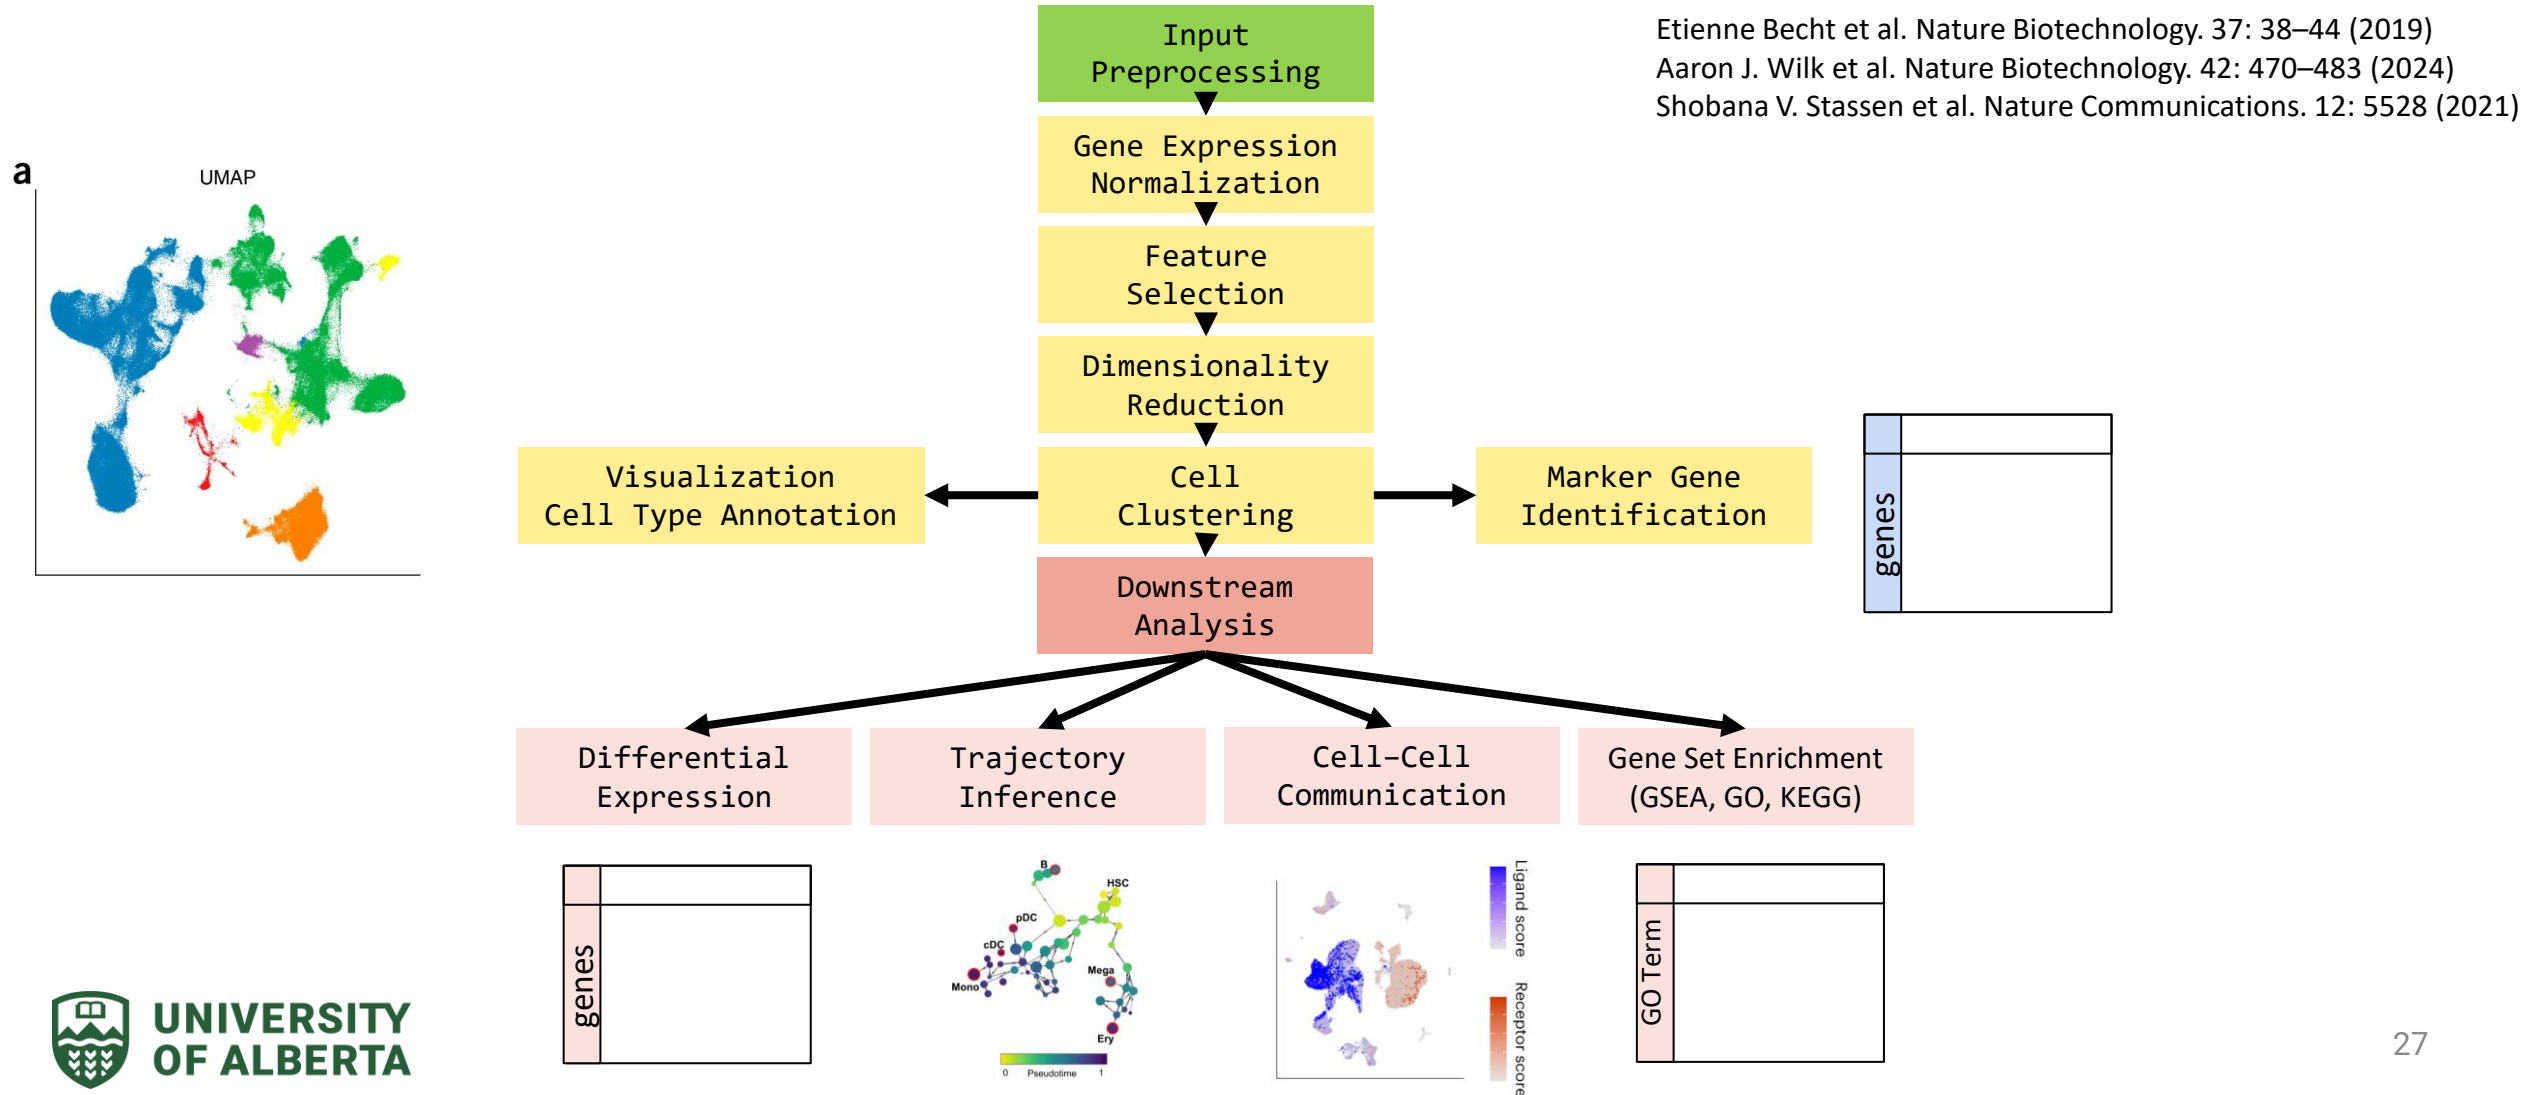 Input
Preprocessing
Etienne Becht et al. Nature Biotechnology. 37: 38–44 (2019)
Aaron J. Wilk et al. Nature Biotechnology. 42: 470–483 (2024)
Shobana V. Stassen et al. Nature Communications. 12: 5528 (2021)
Gene Expression
Normalization
a
UMAP
Feature
Selection
Dimensionality
Reduction
Visualization
Cell Type Annotation
Cell
Clustering
Marker Gene
Identification
genes
Downstream
Analysis
Differential
Expression
Trajectory
Inference
Cell–Cell
Communication
Gene Set Enrichment
(GSEA, GO, KEGG)
genes
B
HSC
pDC
cDC
Mono
Mega
Ery
0 Pseudotime 1
Ligand score
Receptor score
GO Term
UNIVERSITY
OF ALBERTA
27